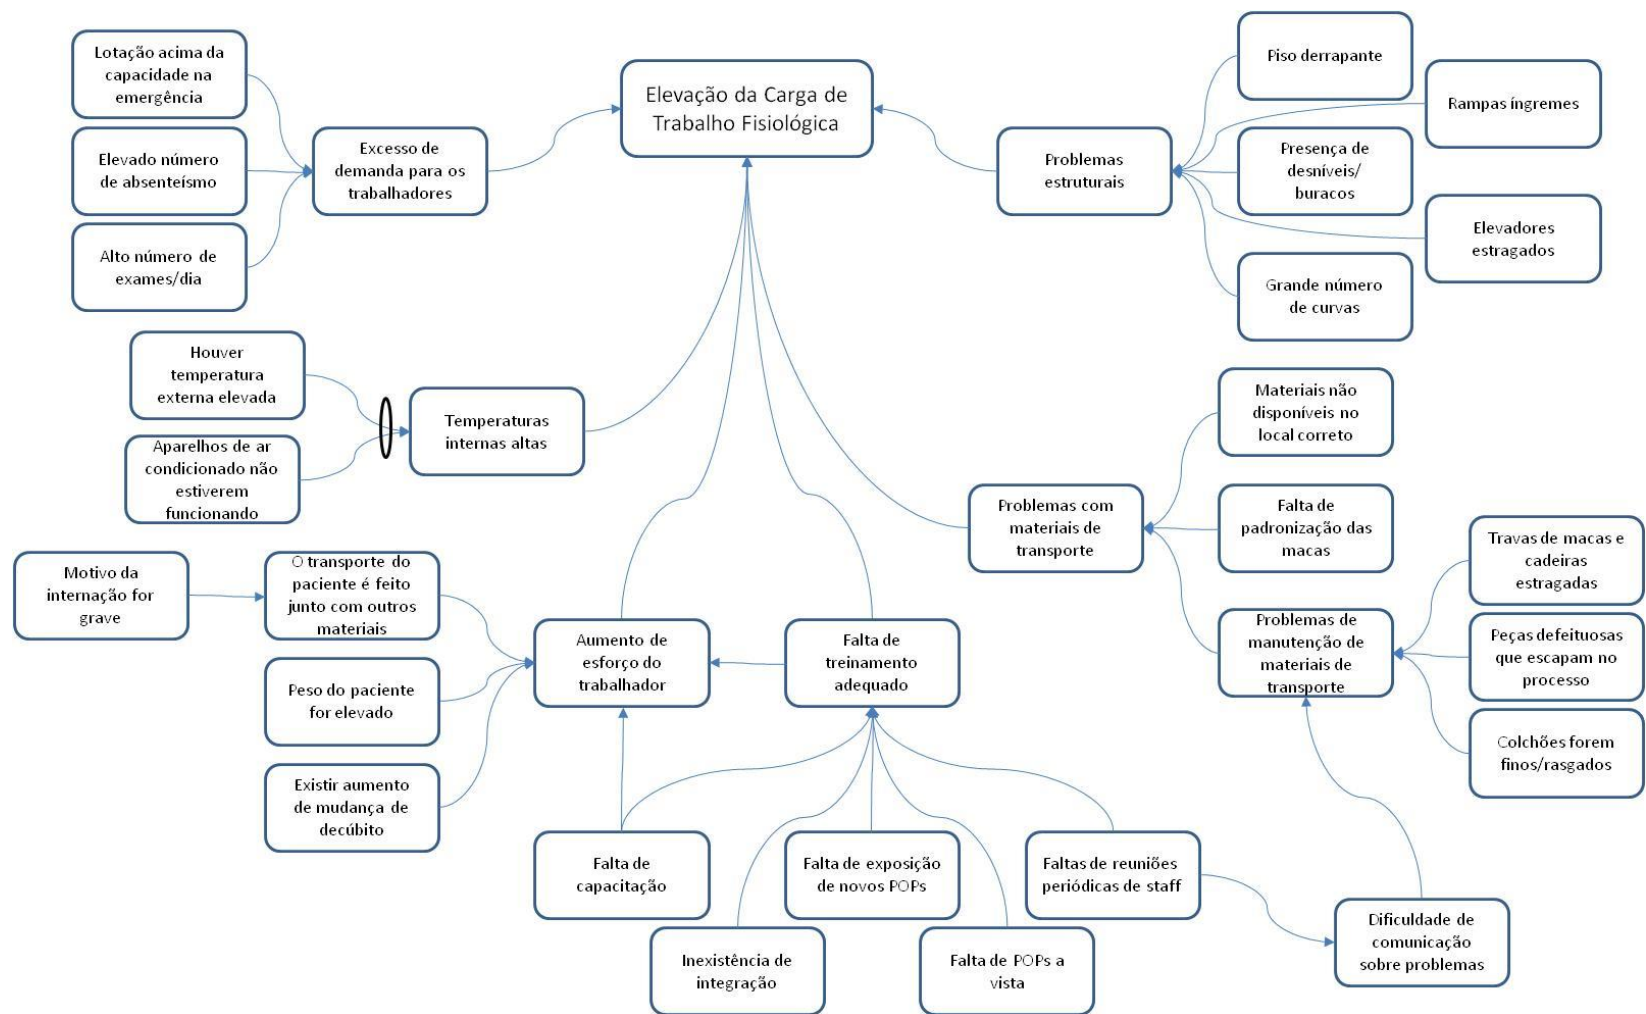 Lotação acima da
capacidade na
emergência
Elevado número
de absenteísmo
Alto número de
exames/dia
Excesso de
demanda para os
trabalhadores
Elevação da Carga de
Trabalho Fisiológica
Problemas
estruturais
Piso derrapante
Rampas íngremes
Presença de
desníveis/
buracos
Elevadores
estragados
Grande número
de curvas
Houver
temperatura
externa elevada
Aparelhos de ar
condicionado não
estiverem
funcionando
Temperaturas
internas altas
Materiais não
disponíveis no
local correto
Problemas com
materiais de
transporte
Falta de
padronização das
macas
Travas de macas e
cadeiras
estragadas
Problemas de
manutenção de
materiais de
transporte
Peças defeituosas
que escapam no
processo
Colchões forem
finos/rasgados
Motivo da
internação for
grave
O transporte do
paciente é feito
junto com outros
materiais
Peso do paciente
for elevado
Existir aumento
de mudança de
decúbito
Aumento de
esforço do
trabalhador
Falta de
treinamento
adequado
Falta de
capacitação
Falta de exposição
de novos POPs
Faltas de reuniões
periódicas de staff
Inexistência de
integração
Falta de POPs a
vista
Dificuldade de
comunicação
sobre problemas